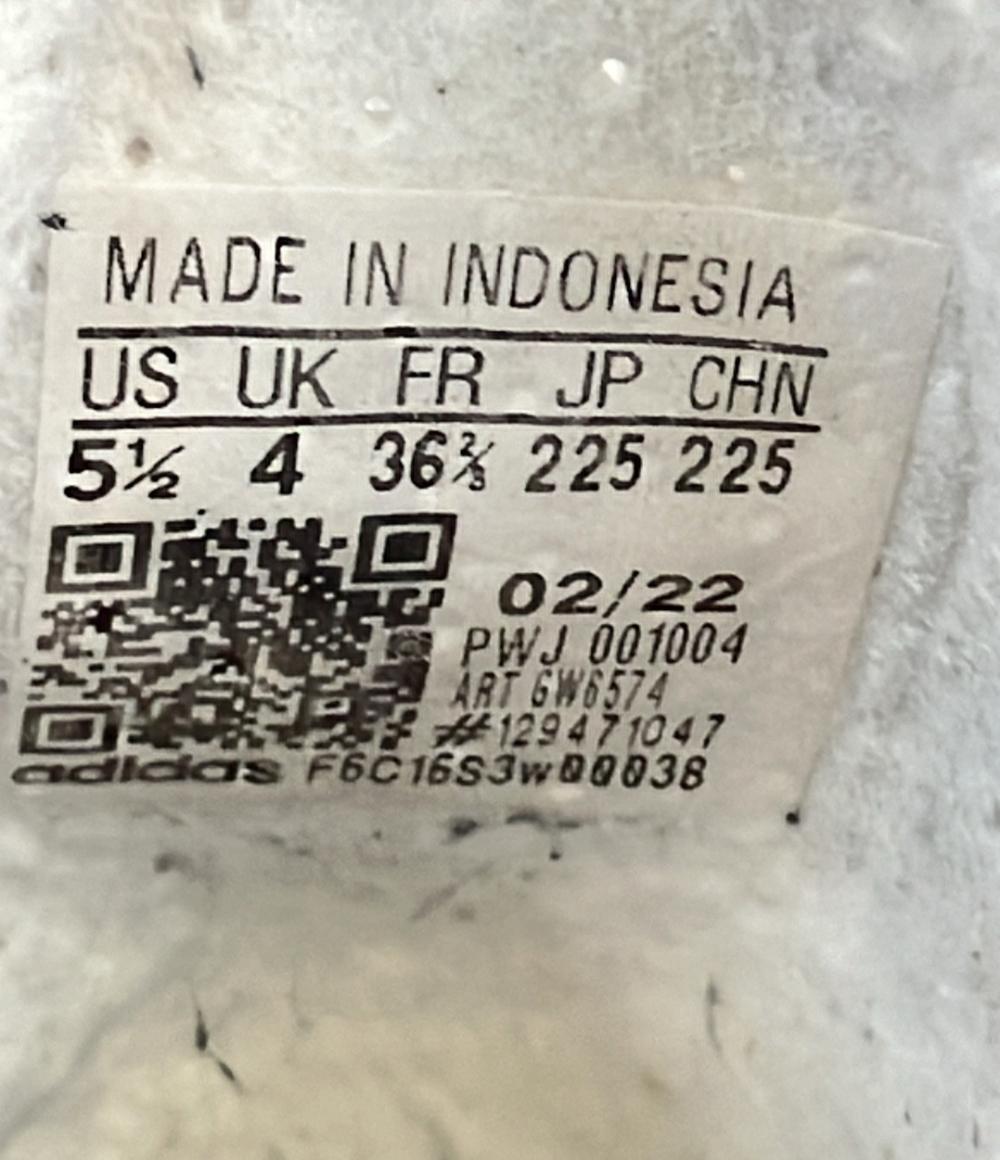 MADE IN INDONESIA
US UK FR JP CHN
5½ 4 36⅔ 225 225
02/22
PWJ 001004
ART GW6574
#129471047
adidas F6C16S3w00038